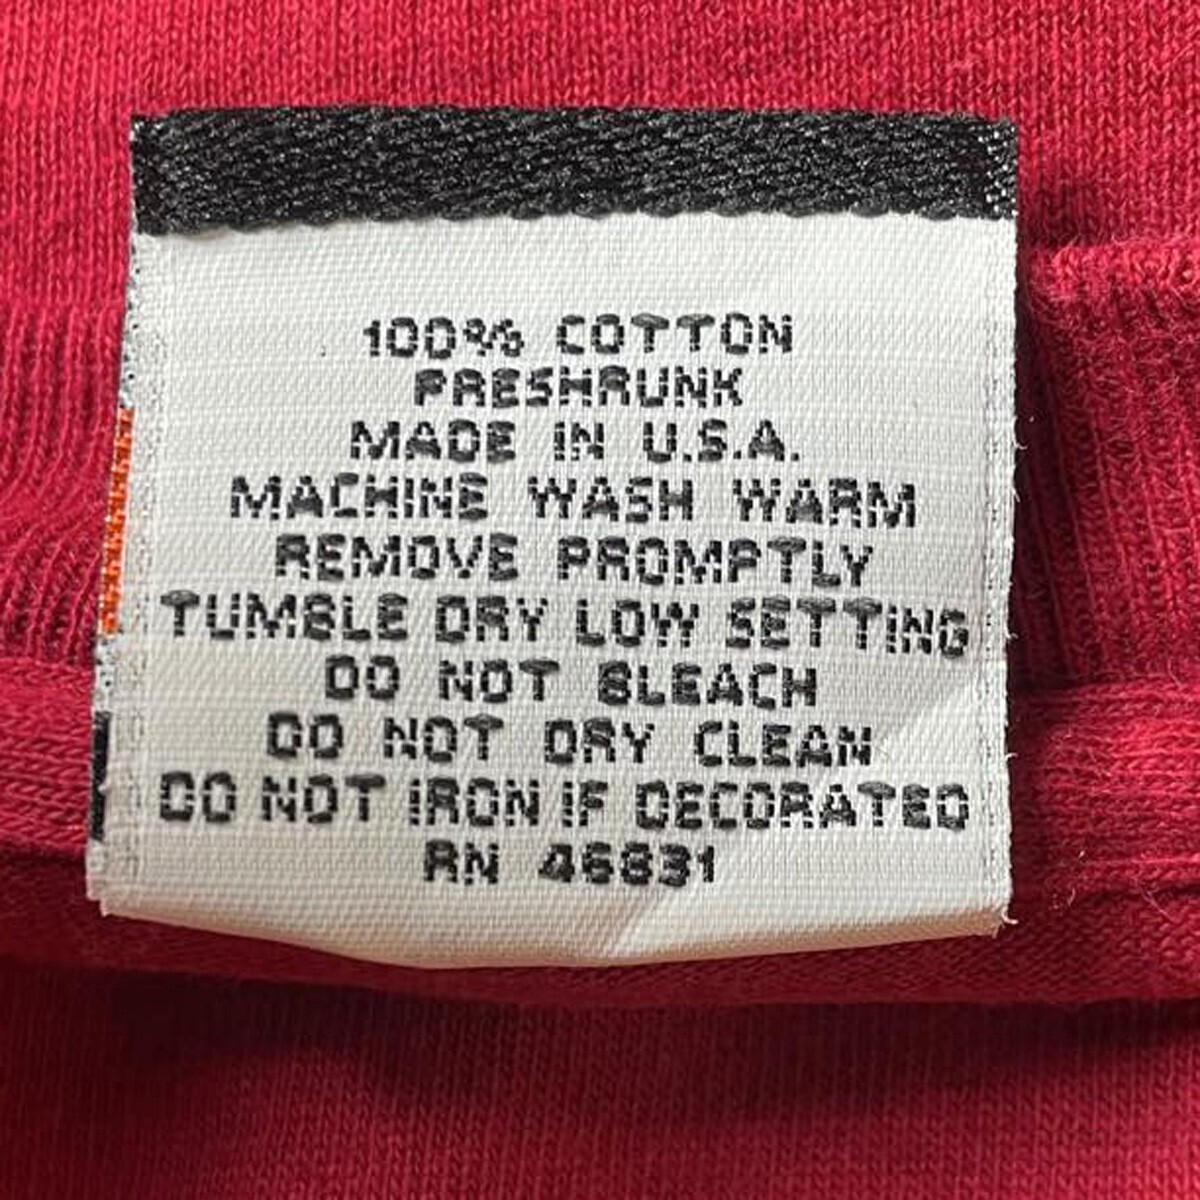 100% COTTON
PRESHRUNK
MADE IN U.S.A.
MACHINE WASH WARM
REMOVE PROMPTLY
TUMBLE DRY LOW SETTING
DO NOT BLEACH
DO NOT DRY CLEAN
DO NOT IRON IF DECORATED
RN 46831